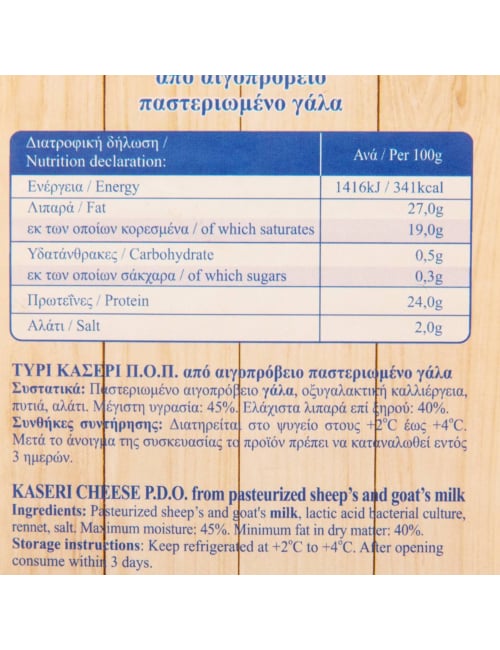 από αιγοπρόβειο
παστεριωμένο γάλα
Διατροφική δήλωση /
Nutrition declaration:
Ανά / Per 100g
Ενέργεια / Energy 1416kJ / 341kcal
Λιπαρά / Fat 27,0g
εκ των οποίων κορεσμένα / of which saturates 19,0g
Υδατάνθρακες / Carbohydrate 0,5g
εκ των οποίων σάκχαρα / of which sugars 0,3g
Πρωτεΐνες / Protein 24,0g
Αλάτι / Salt 2,0g
ΤΥΡΙ ΚΑΣΕΡΙ Π.Ο.Π. από αιγοπρόβειο παστεριωμένο γάλα
Συστατικά: Παστεριωμένο αιγοπρόβειο γάλα, οξυγαλακτική καλλιέργεια,
πυτιά, αλάτι. Μέγιστη υγρασία: 45%. Ελάχιστα λιπαρά επί ξηρού: 40%.
Συνθήκες συντήρησης: Διατηρείται στο ψυγείο στους +2°C έως +4°C.
Μετά το άνοιγμα της συσκευασίας το προϊόν πρέπει να καταναλωθεί εντός
3 ημερών.
KASERI CHEESE P.D.O. from pasteurized sheep's and goat's milk
Ingredients: Pasteurized sheep's and goat's milk, lactic acid bacterial culture,
rennet, salt. Maximum moisture: 45%. Minimum fat in dry matter: 40%.
Storage instructions: Keep refrigerated at +2°C to +4°C. After opening
consume within 3 days.